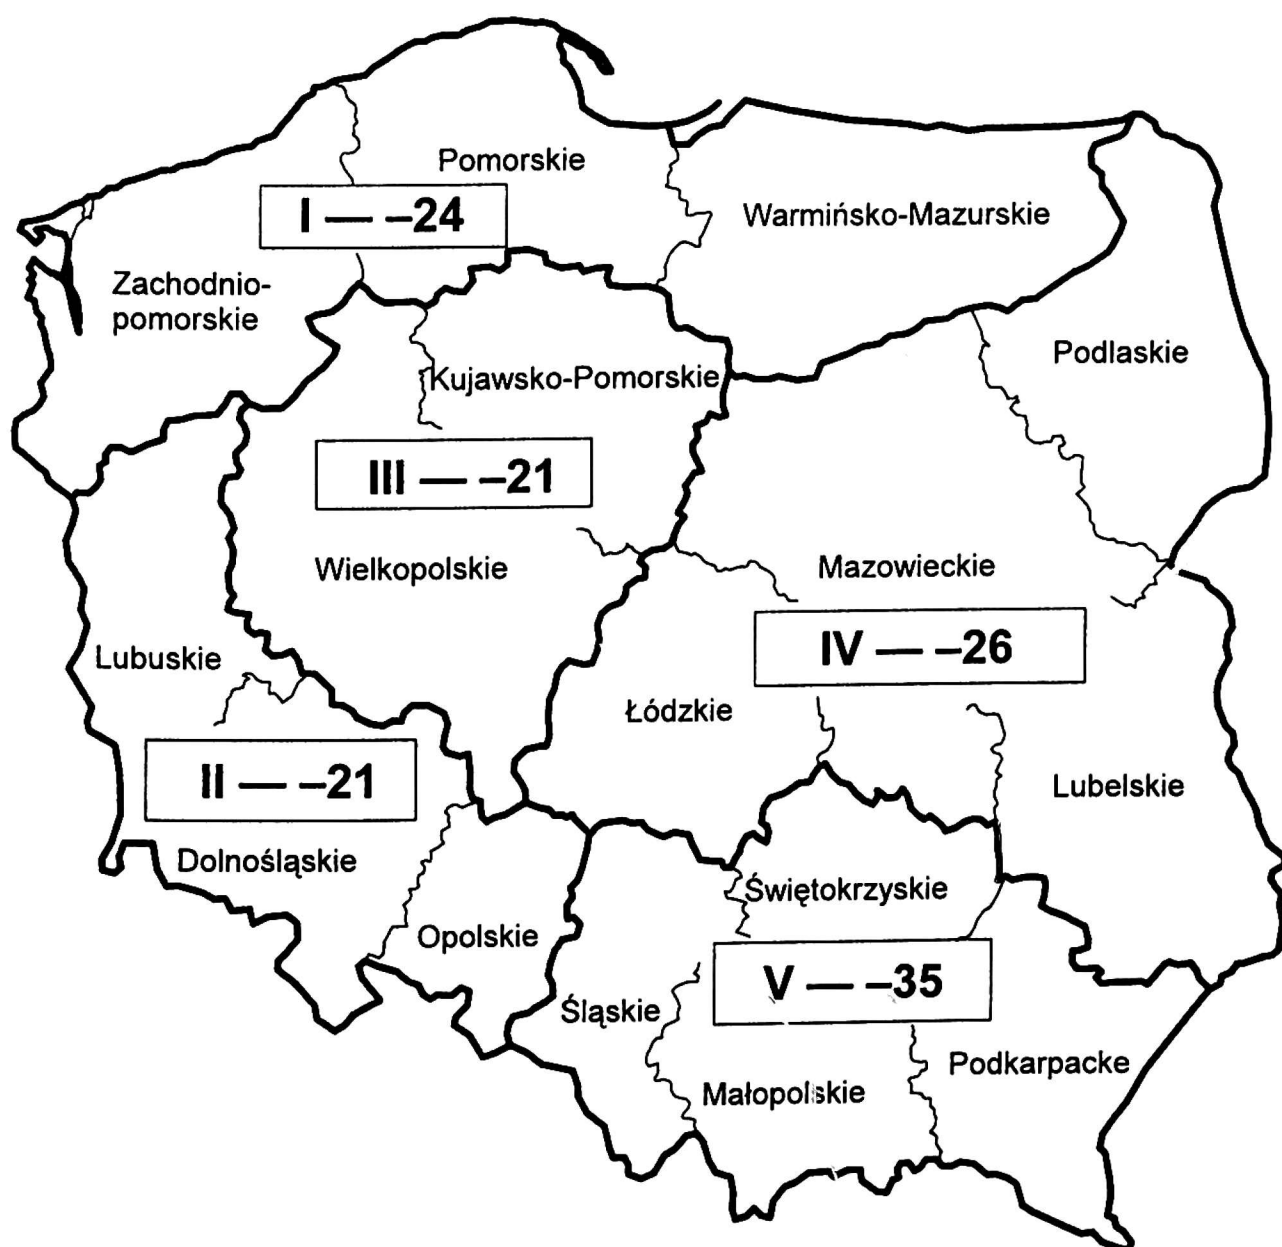 Pomorskie
I — –24
Warmińsko-Mazurskie
Zachodnio-
pomorskie
Podlaskie
Kujawsko-Pomorskie
III — –21
Wielkopolskie
Mazowieckie
IV — –26
Lubuskie
Łódzkie
II — –21
Lubelskie
Dolnośląskie
Świętokrzyskie
Opolskie
V — –35
Śląskie
Podkarpacke
Małopolskie